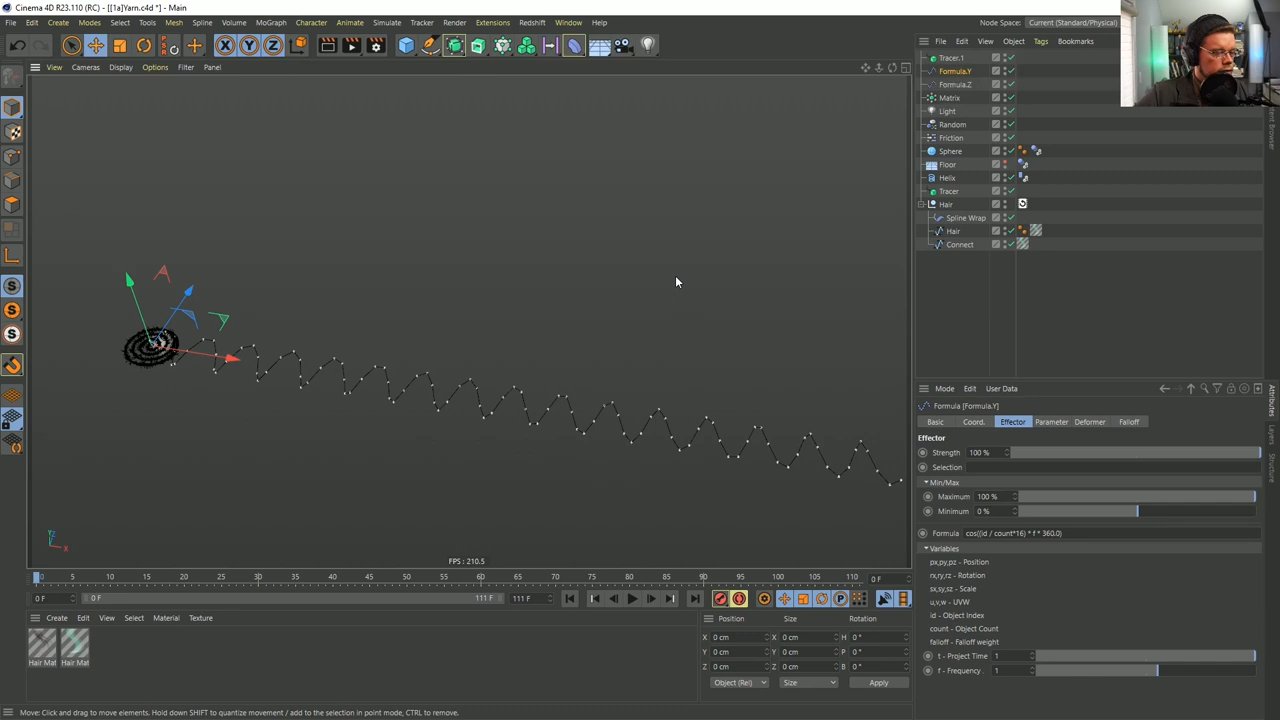 Cinema 4D R23.110 (RC) - [[1a]Yarn.c4d *] - Main
File Edit Create Modes Select Tools Mesh Spline Volume MoGraph Character Animate Simulate Tracker Render Extensions Redshift Window Help
Node Space: Current (Standard/Physical)
File Edit View Object Tags Bookmarks
View Cameras Display Options Filter Panel
Tracer.1
Formula.Y
Formula.Z
Matrix
Light
Random
Friction
Sphere
Floor
Helix
Tracer
Hair
Spline Wrap
Hair
Connect
Mode Edit User Data
Formula [Formula.Y]
Basic Coord. Effector Parameter Deformer Falloff
Effector
Strength 100 %
Selection
Min/Max
Maximum 100 %
Minimum 0 %
Formula cos((id / count*16) * f * 360.0)
Variables
px,py,pz - Position
rx,ry,rz - Rotation
sx,sy,sz - Scale
u,v,w - UVW
id - Object Index
count - Object Count
falloff - Falloff weight
t - Project Time 1
f - Frequency . 1
Attributes
Layers
Structure
FPS : 210.5
0 5 10 15 20 25 30 35 40 45 50 55 60 65 70 75 80 85 90 95 100 105 110 0 F
0 F 0 F 111 F 111 F
Create Edit View Select Material Texture
Hair Mat Hair Mat
Position Size Rotation
X 0 cm X 0 cm H 0 °
Y 0 cm Y 0 cm P 0 °
Z 0 cm Z 0 cm B 0 °
Object (Rel) Size Apply
Move: Click and drag to move elements. Hold down SHIFT to quantize movement / add to the selection in point mode, CTRL to remove.